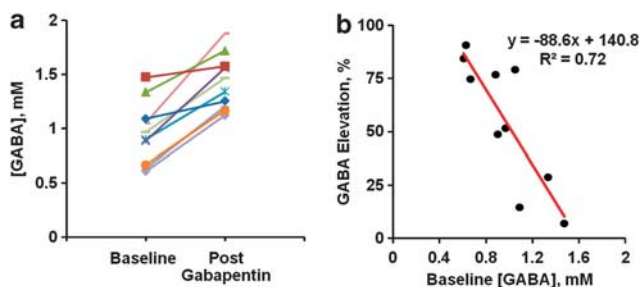 a
2
1.5
1
0.5
0
[GABA], mM
Baseline
Post
Gabapentin
b
100
75
50
25
0
GABA Elevation, %
y = -88.6x + 140.8
R² = 0.72
0
0.4
0.8
1.2
1.6
2
Baseline [GABA], mM